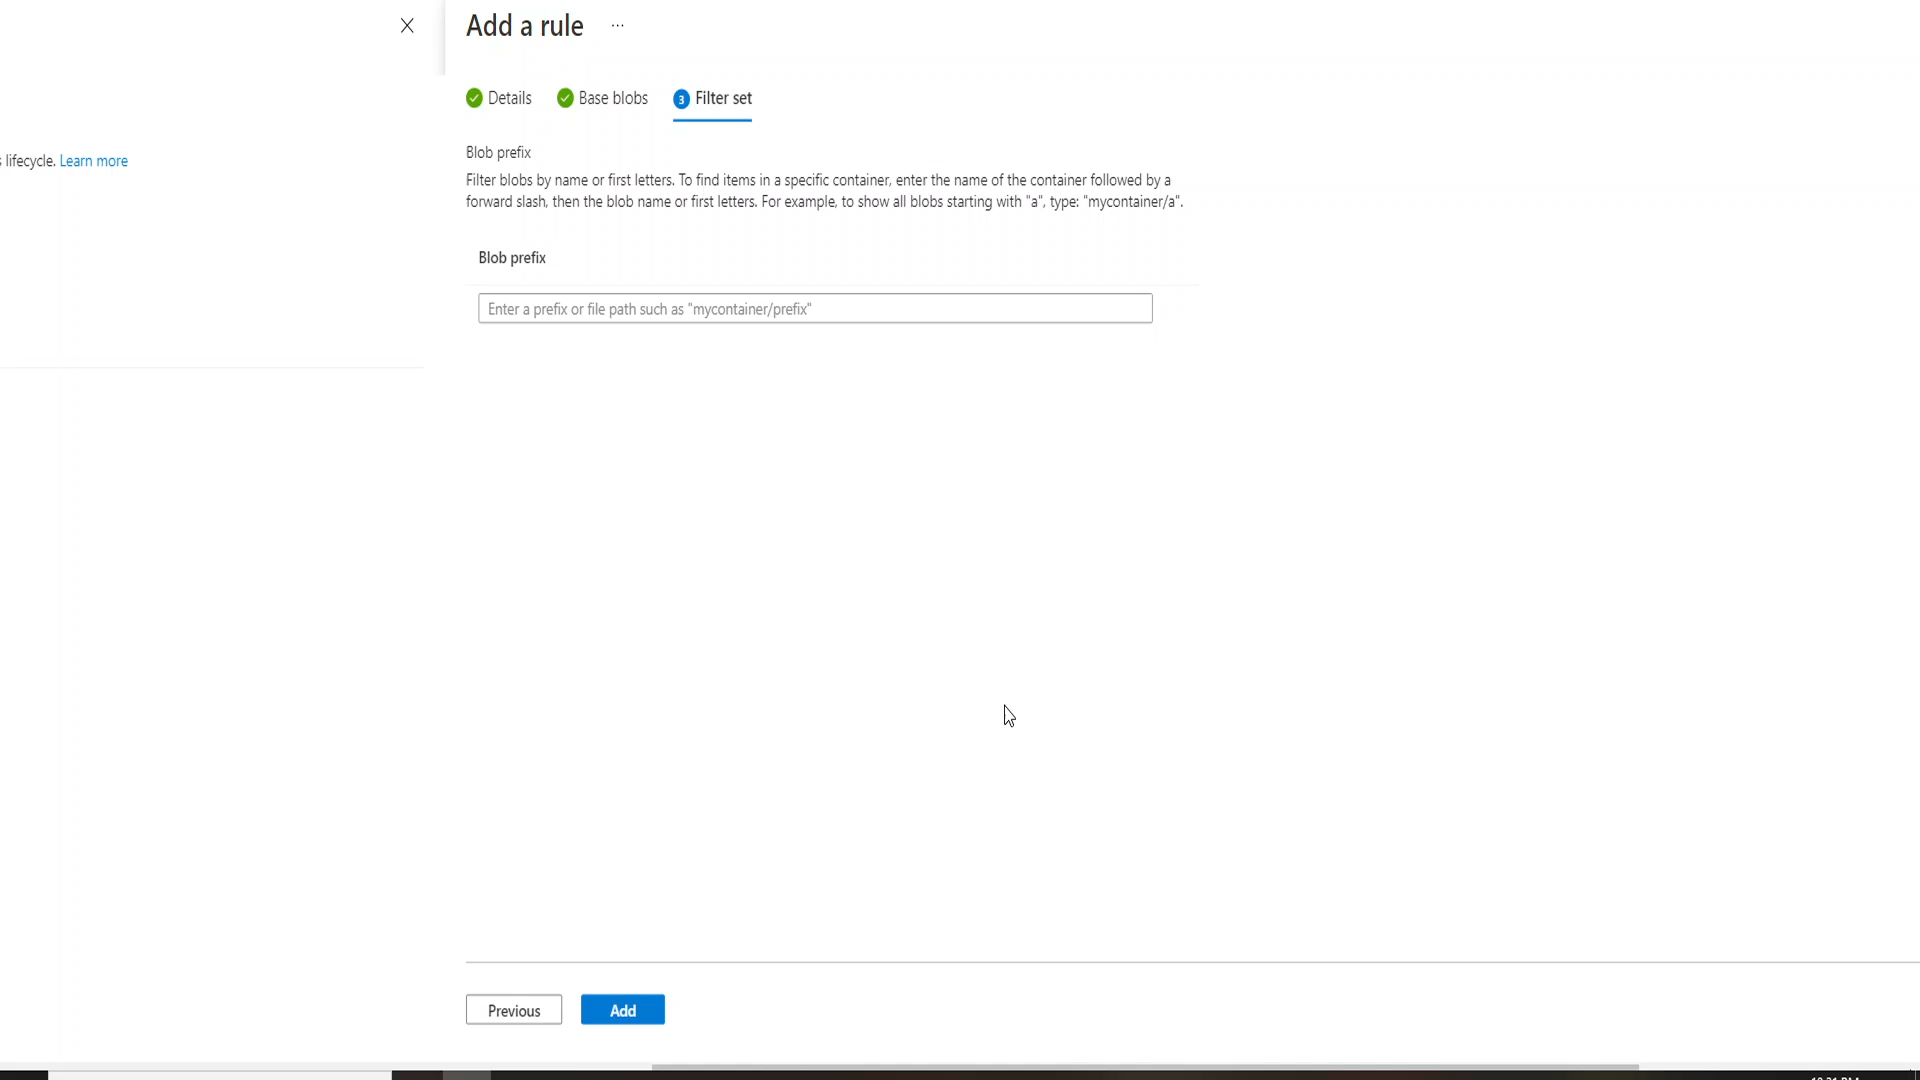 Add a rule ...
Details Base blobs 3 Filter set
Blob prefix
lifecycle. Learn more
Filter blobs by name or first letters. To find items in a specific container, enter the name of the container followed by a
forward slash, then the blob name or first letters. For example, to show all blobs starting with "a", type: "mycontainer/a".
Blob prefix
Enter a prefix or file path such as "mycontainer/prefix"
Previous Add